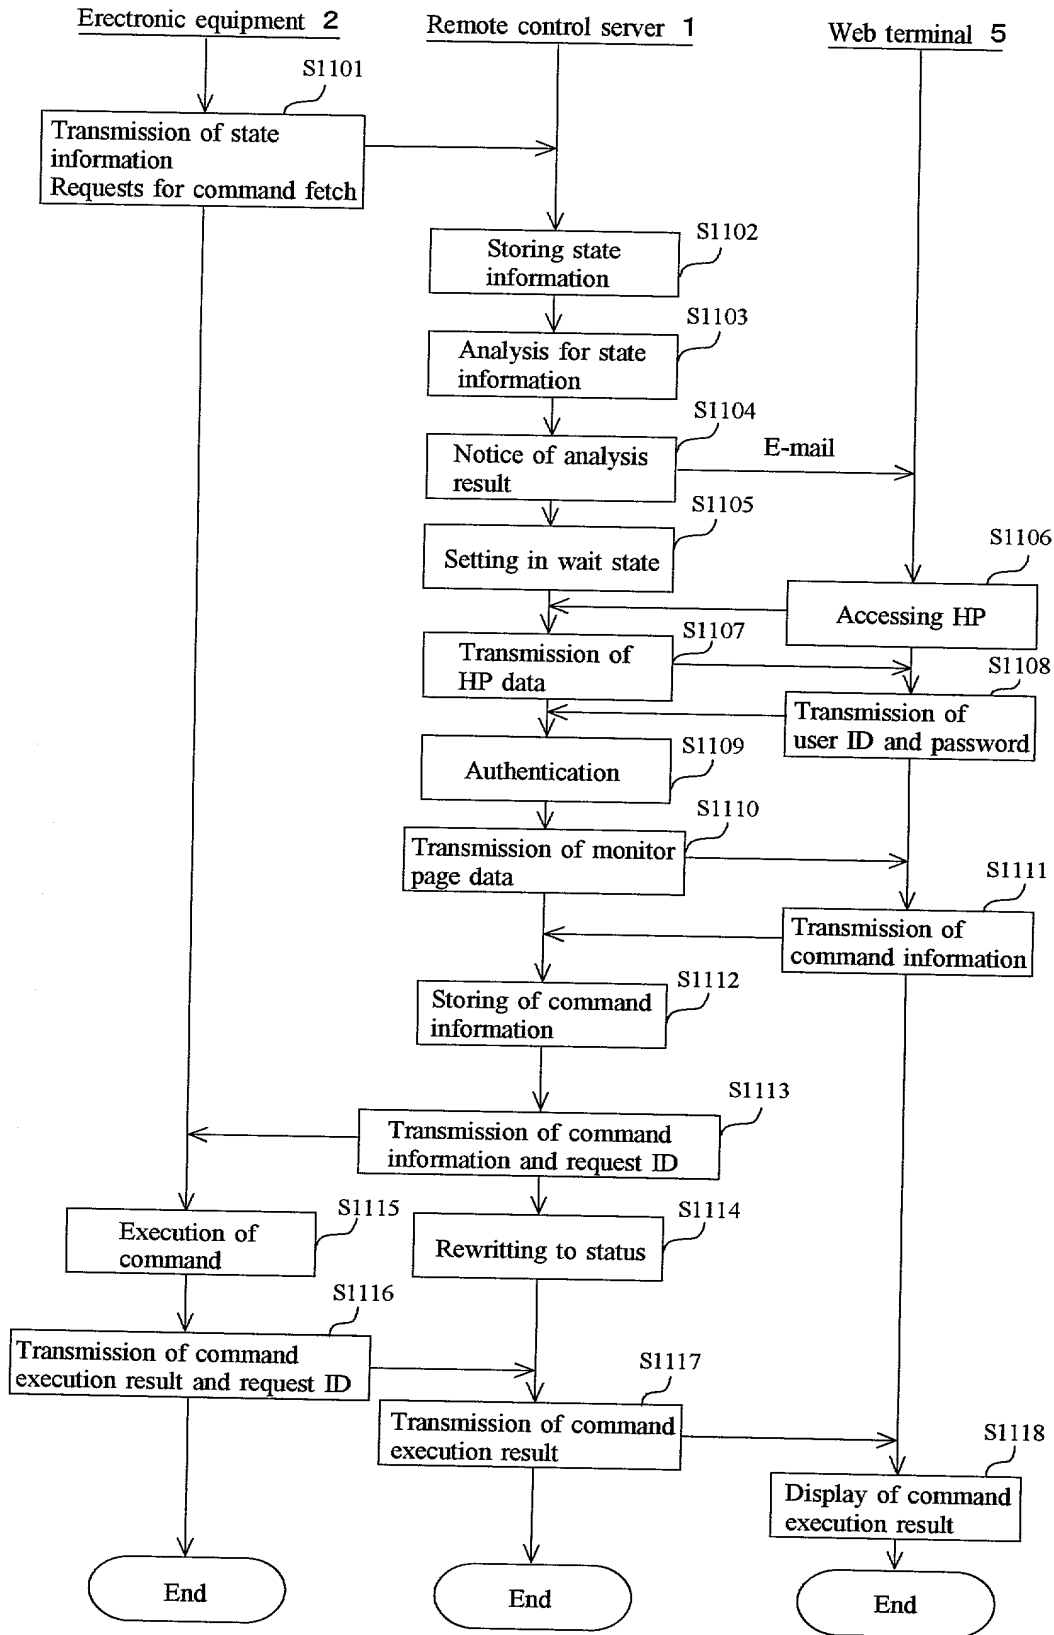 Erectronic equipment 2
Remote control server 1
Web terminal 5
S1101
Transmission of state
information
Requests for command fetch
S1102
Storing state
information
S1103
Analysis for state
information
S1104
Notice of analysis
result
E-mail
S1105
Setting in wait state
S1106
Accessing HP
S1107
Transmission of
HP data
S1108
Transmission of
user ID and password
S1109
Authentication
S1110
Transmission of monitor
page data
S1111
Transmission of
command information
S1112
Storing of command
information
S1113
Transmission of command
information and request ID
S1115
Execution of
command
S1114
Rewritting to status
S1116
Transmission of command
execution result and request ID
S1117
Transmission of command
execution result
S1118
Display of command
execution result
End
End
End